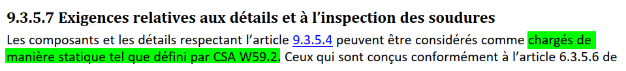 9.3.5.7 Exigences relatives aux détails et à l'inspection des soudures
Les composants et les détails respectant l'article 9.3.5.4 peuvent être considérés comme chargés de
manière statique tel que défini par CSA W59.2. Ceux qui sont conçus conformément à l'article 6.3.5.6 de